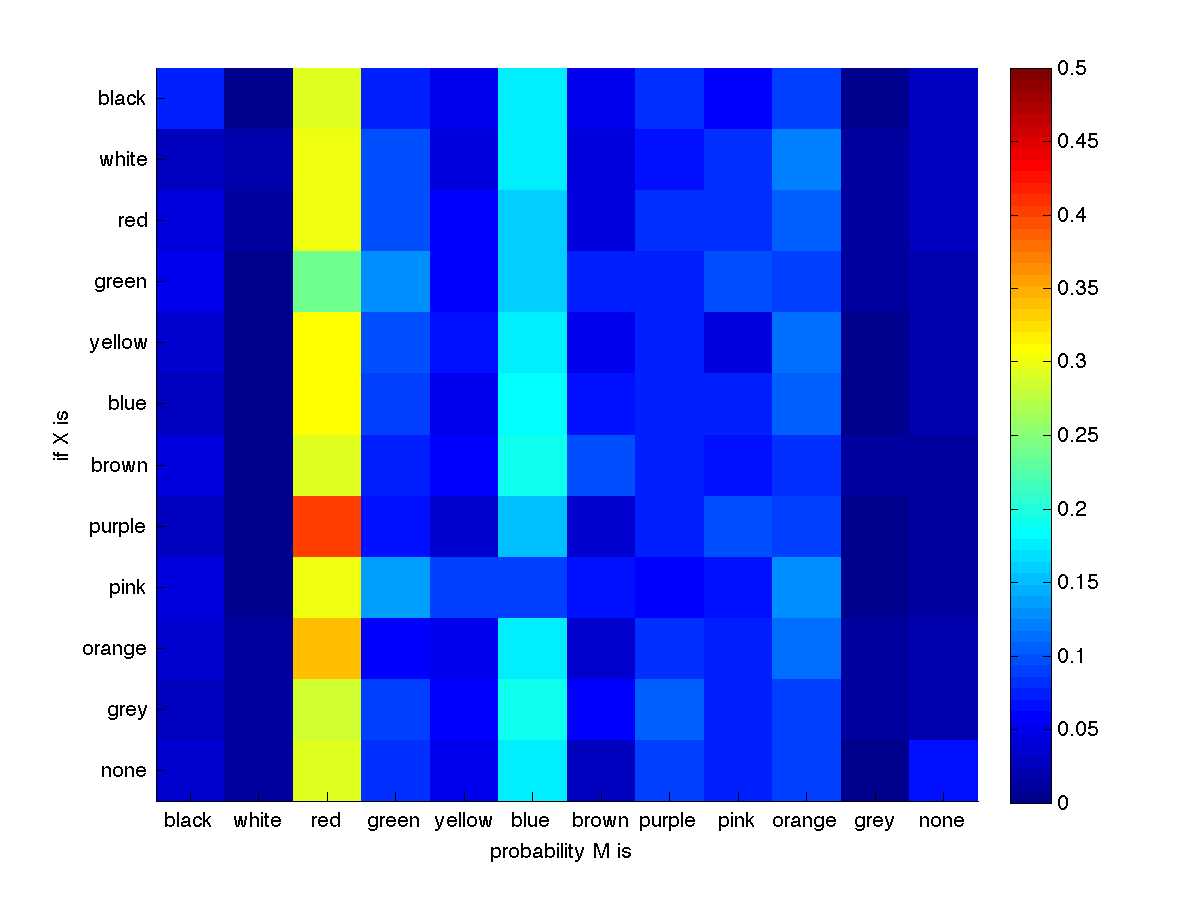 black
white
red
green
yellow
blue
brown
purple
pink
orange
grey
none
if X is
black white red green yellow blue brown purple pink orange grey none
probability M is
0.5
0.45
0.4
0.35
0.3
0.25
0.2
0.15
0.1
0.05
0